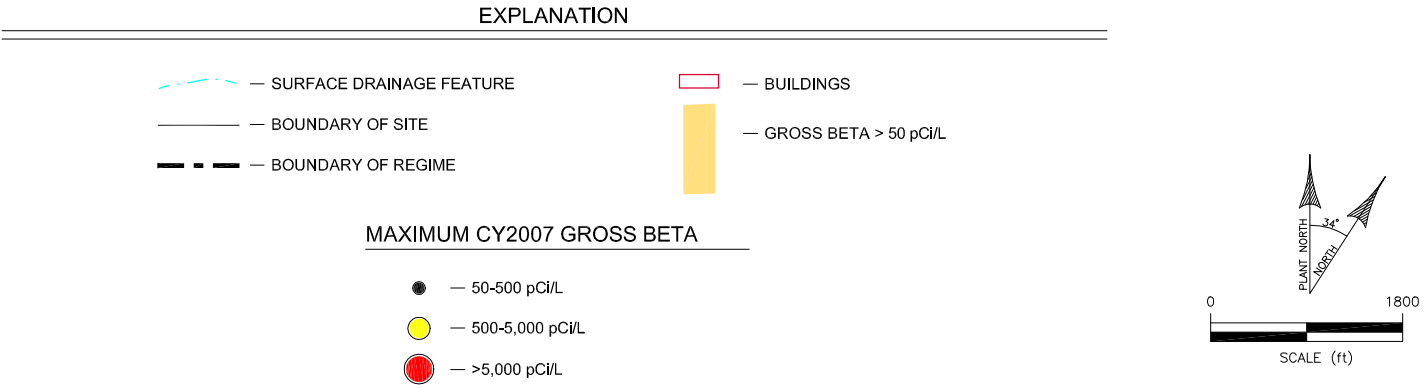 EXPLANATION
— SURFACE DRAINAGE FEATURE
— BOUNDARY OF SITE
— BOUNDARY OF REGIME
— BUILDINGS
— GROSS BETA > 50 pCi/L
MAXIMUM CY2007 GROSS BETA
— 50-500 pCi/L
— 500-5,000 pCi/L
— >5,000 pCi/L
34°
PLANT NORTH
NORTH
0 1800
SCALE (ft)